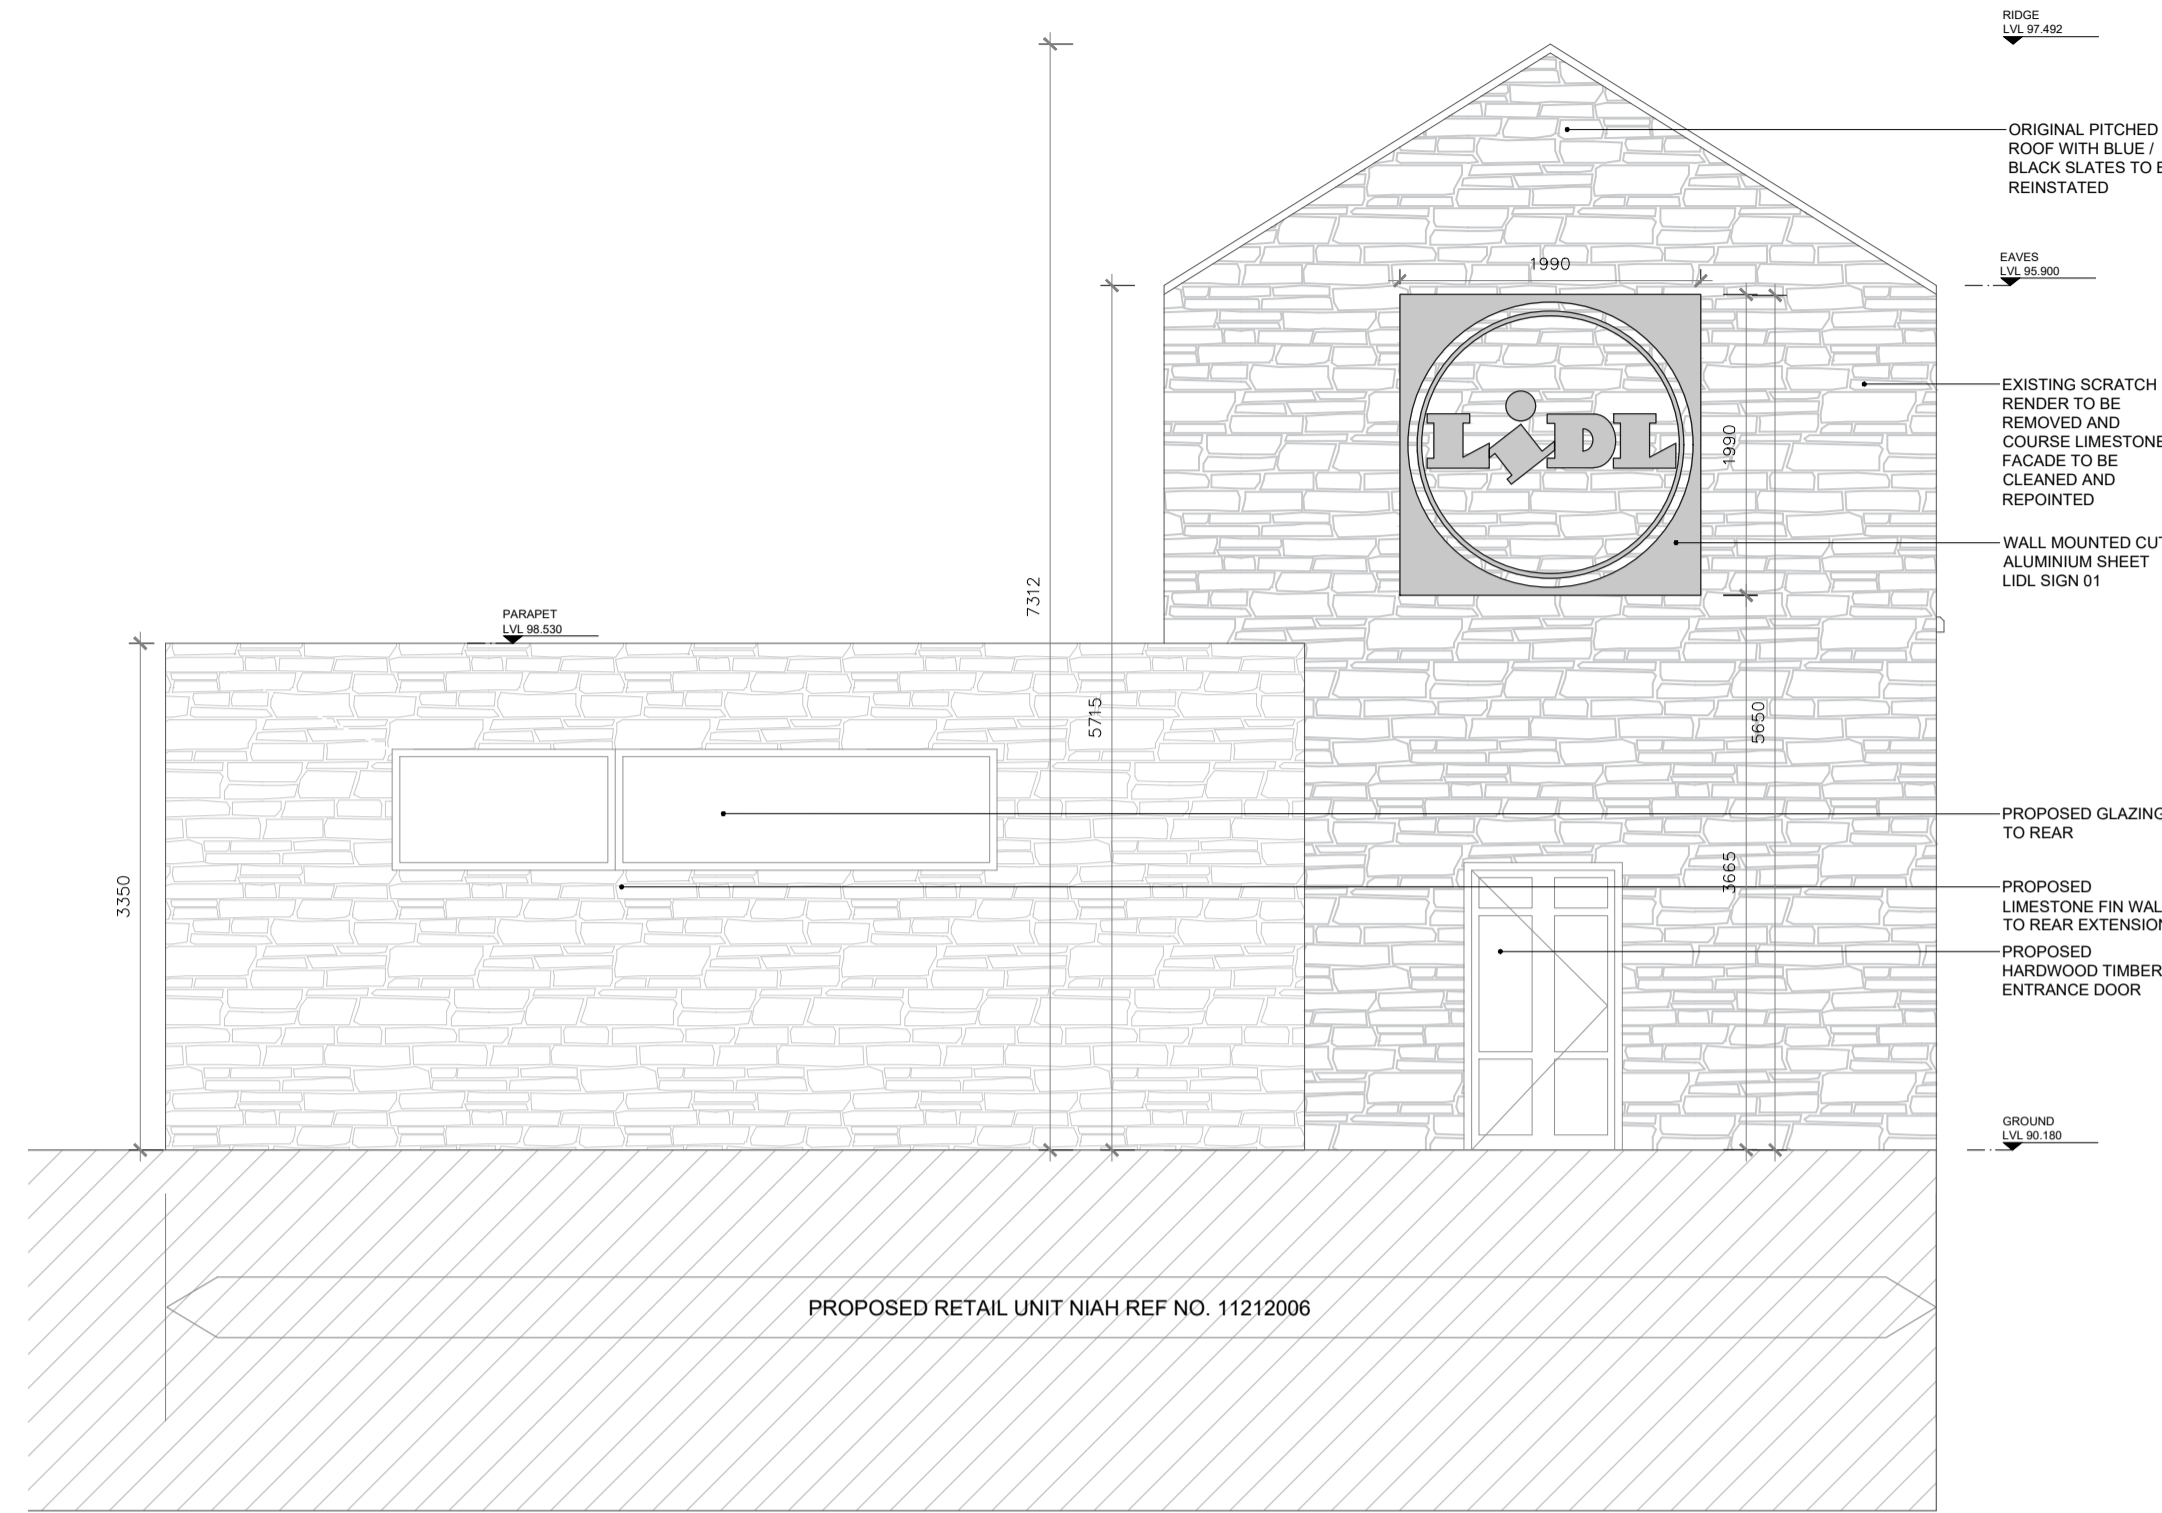 RIDGE
LVL 97.492
ORIGINAL PITCHED
ROOF WITH BLUE /
BLACK SLATES TO
REINSTATED
EAVES
LVL 95.900
1990
1990
LiDL
EXISTING SCRATCH
RENDER TO BE
REMOVED AND
COURSE LIMESTONE
FACADE TO BE
CLEANED AND
REPOINTED
WALL MOUNTED
ALUMINIUM SHEET
LIDL SIGN 01
7312
PARAPET
LVL 98.530
5715
5650
PROPOSED GLAZING
TO REAR
3350
3665
PROPOSED
LIMESTONE FIN
TO REAR EXTENSION
PROPOSED
HARDWOOD TIMBER
ENTRANCE DOOR
GROUND
LVL 90.180
PROPOSED RETAIL UNIT NIAH REF NO. 11212006